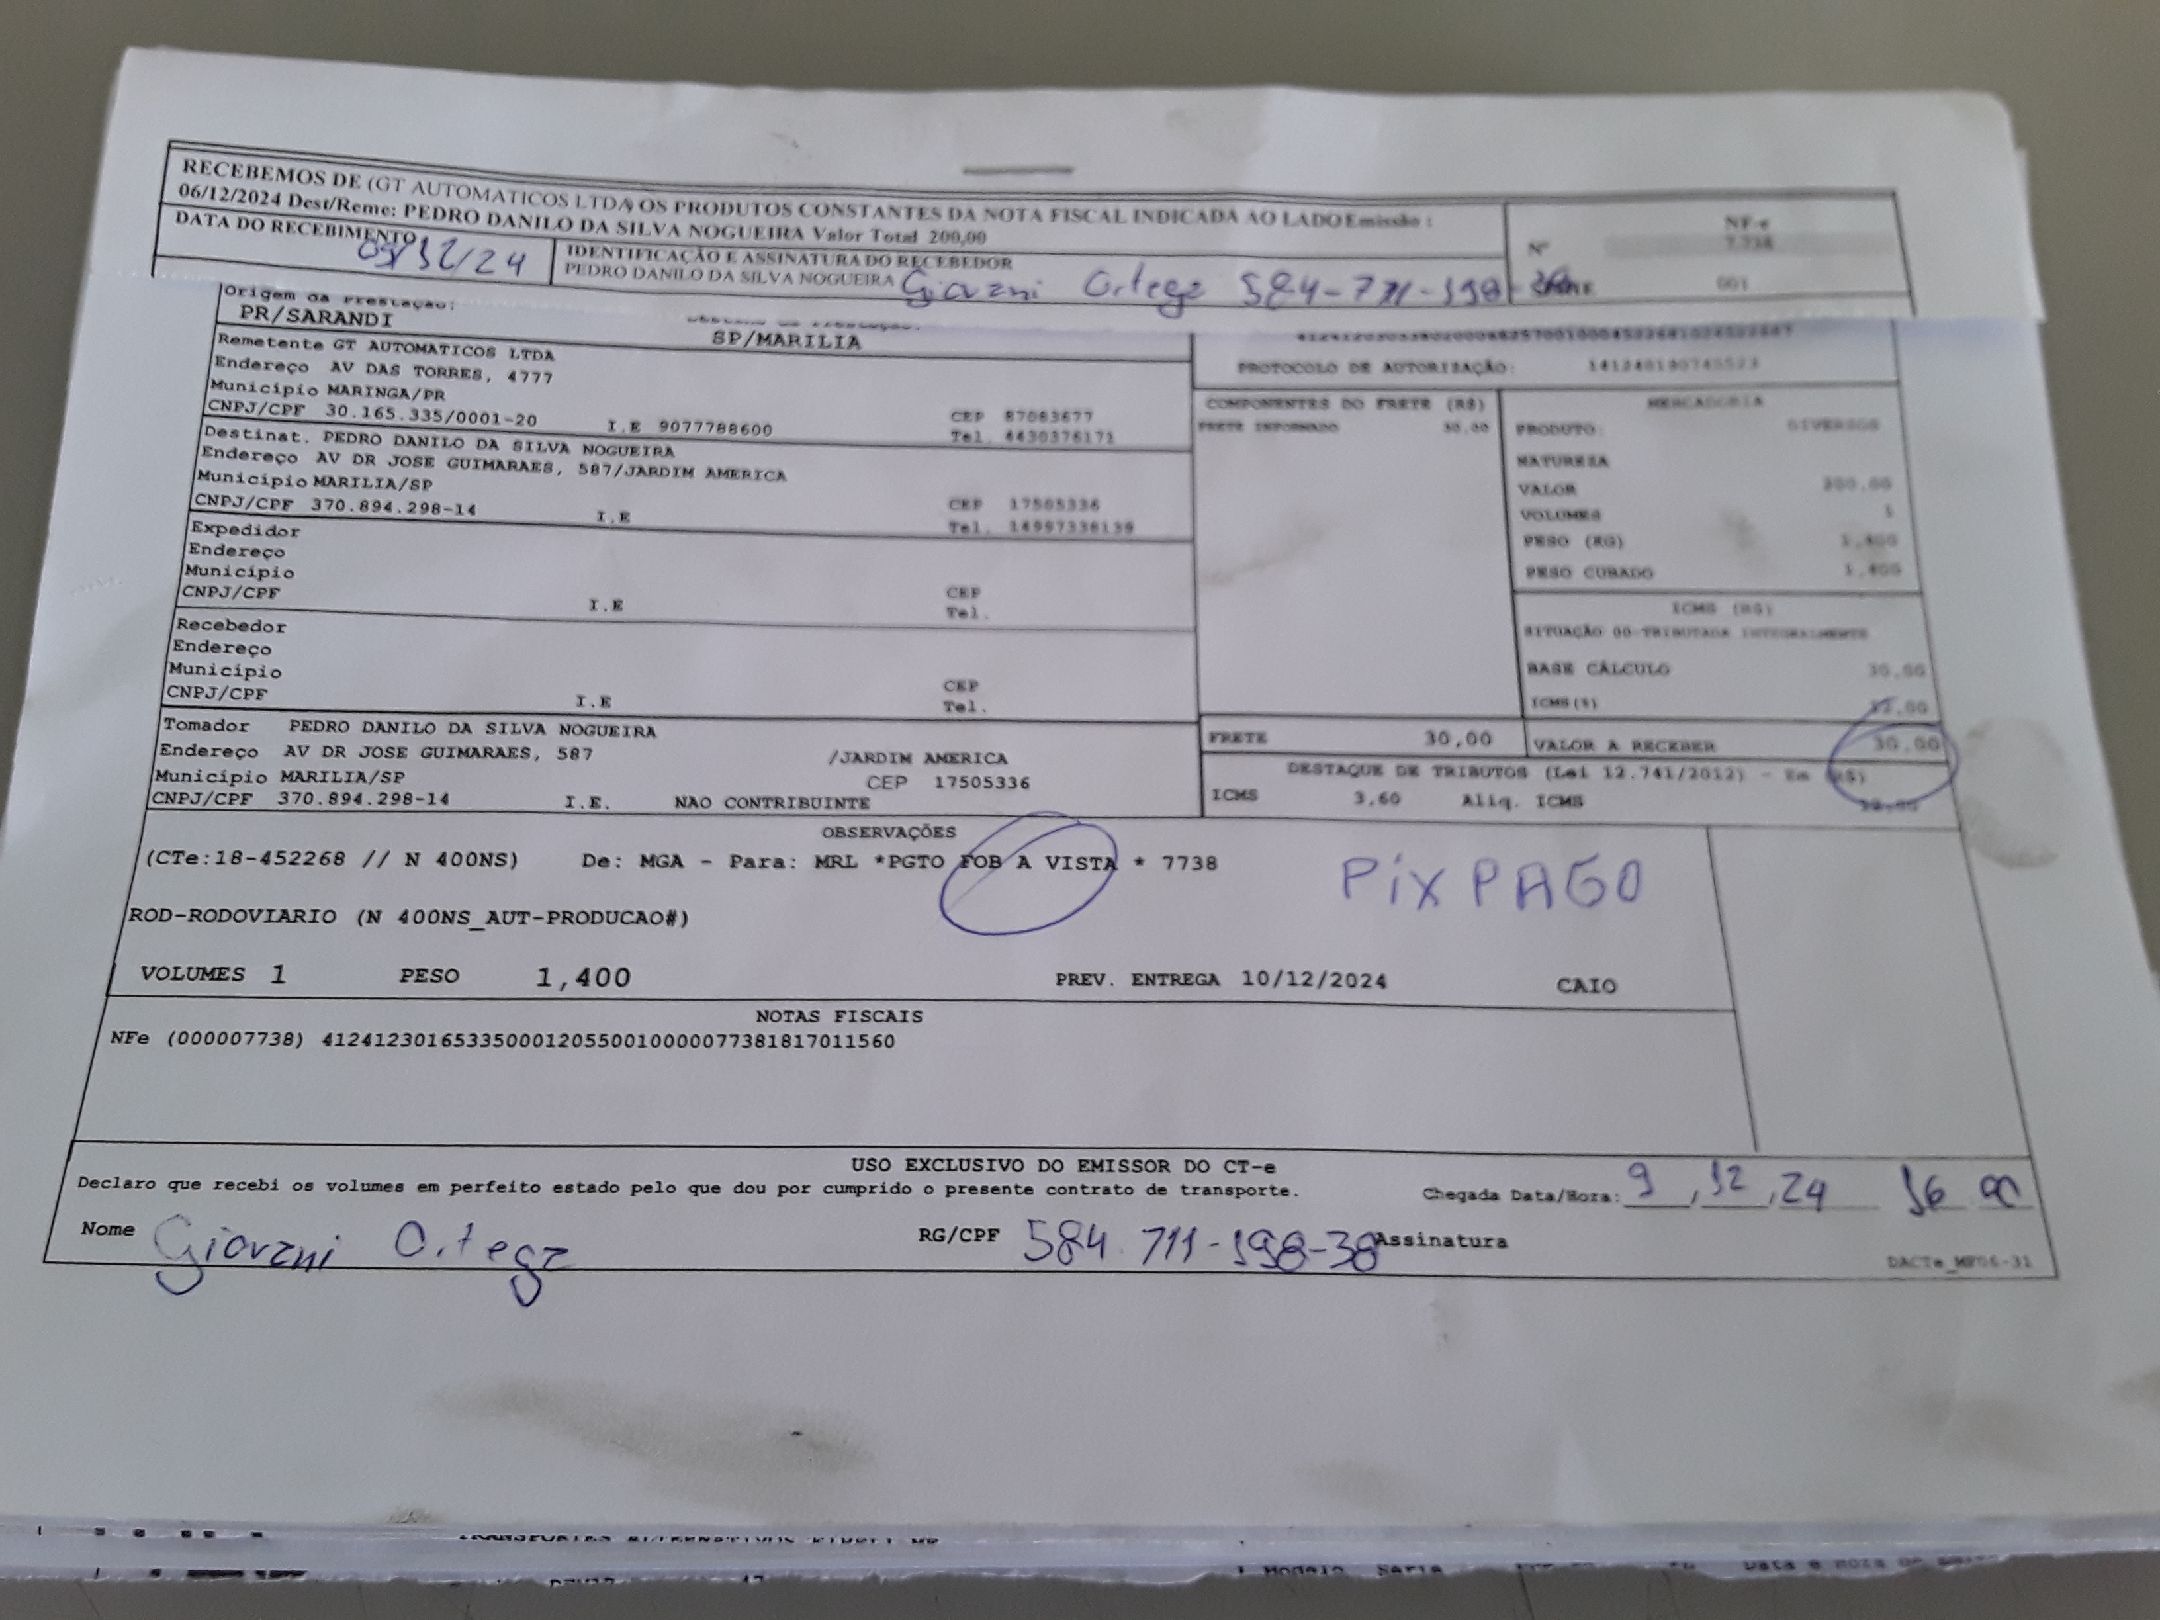 RECEBEMOS DE (GT AUTOMATICOS LTDA OS PRODUTOS CONSTANTES DA NOTA FISCAL INDICADA AO LADO Emissão :
06/12/2024 Dest/Reme: PEDRO DANILO DA SILVA NOGUEIRA Valor Total 200,00
NF-e
Nº 7.738
001
DATA DO RECEBIMENTO
09/12/24
IDENTIFICAÇÃO E ASSINATURA DO RECEBEDOR
PEDRO DANILO DA SILVA NOGUEIRA Giovani Ortega 584-711-198-
Origem da Prestação:
PR/SARANDI
SP/MARILIA
PROTOCOLO DE AUTORIZAÇÃO:
Remetente GT AUTOMATICOS LTDA
Endereço AV DAS TORRES, 4777
Município MARINGA/PR
CNPJ/CPF 30.165.335/0001-20 I.E 9077788600
CEP 87083677
Tel. 4430376171
Destinat. PEDRO DANILO DA SILVA NOGUEIRA
Endereço AV DR JOSE GUIMARAES, 587/JARDIM AMERICA
Município MARILIA/SP
CNPJ/CPF 370.894.298-14 I.E
CEP 17505336
Tel. 14997338139
Expedidor
Endereço
Município
CNPJ/CPF I.E
CEP
Tel.
Recebedor
Endereço
Município
CNPJ/CPF I.E
CEP
Tel.
Tomador PEDRO DANILO DA SILVA NOGUEIRA
Endereço AV DR JOSE GUIMARAES, 587 /JARDIM AMERICA
Município MARILIA/SP CEP 17505336
CNPJ/CPF 370.894.298-14 I.E. NAO CONTRIBUINTE
COMPONENTES DO FRETE (R$)
FRETE INFORMADO 30,00
MERCADORIA
PRODUTO: DIVERSOS
NATUREZA
VALOR 200,00
VOLUMES 1
PESO (KG) 1,400
PESO CUBADO 1,400
ICMS (R$)
SITUAÇÃO 00-TRIBUTADA INTEGRALMENTE
BASE CÁLCULO 30,00
ICMS(%) 12,00
FRETE 30,00 VALOR A RECEBER 30,00
DESTAQUE DE TRIBUTOS (Lei 12.741/2012) - Em (R$)
ICMS 3,60 Aliq. ICMS
OBSERVAÇÕES
(CTe:18-452268 // N 400NS) De: MGA - Para: MRL *PGTO FOB A VISTA * 7738
PIX PAGO
ROD-RODOVIARIO (N 400NS_AUT-PRODUCAO#)
VOLUMES 1 PESO 1,400 PREV. ENTREGA 10/12/2024 CAIO
NOTAS FISCAIS
NFe (000007738) 41241230165335000120550010000077381817011560
USO EXCLUSIVO DO EMISSOR DO CT-e
Declaro que recebi os volumes em perfeito estado pelo que dou por cumprido o presente contrato de transporte. Chegada Data/Hora: 9 / 12 / 24 16 00
Nome Giovani Ortega RG/CPF 584.711-198-38 Assinatura
DACTe_MF06-31